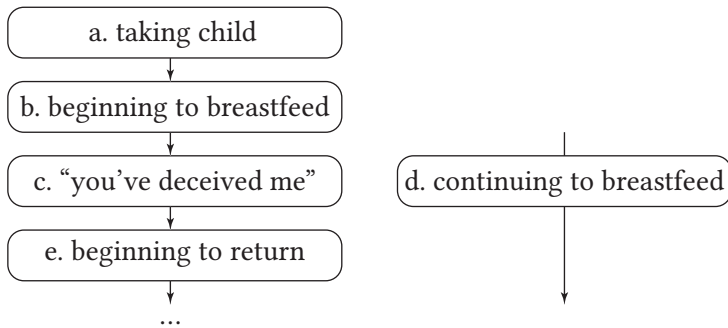 a. taking child
b. beginning to breastfeed
c. “you’ve deceived me”
d. continuing to breastfeed
e. beginning to return
...